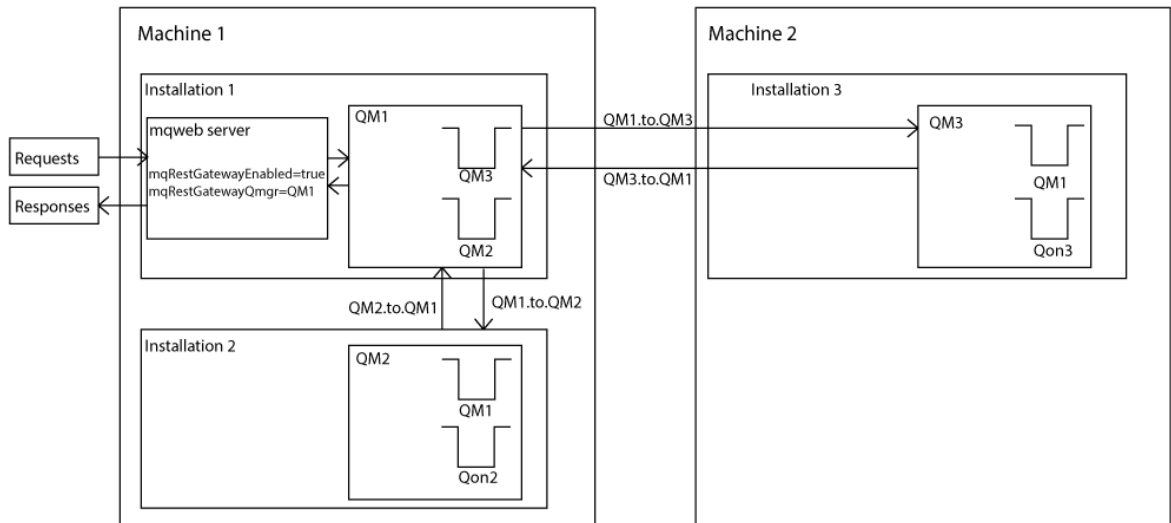 Machine 1
Machine 2
Installation 1
Installation 3
mqweb server
mqRestGatewayEnabled=true
mqRestGatewayQmgr=QM1
Requests
Responses
QM1
QM3
QM2
QM1.to.QM3
QM3.to.QM1
QM3
QM1
Qon3
QM2.to.QM1
QM1.to.QM2
Installation 2
QM2
QM1
Qon2